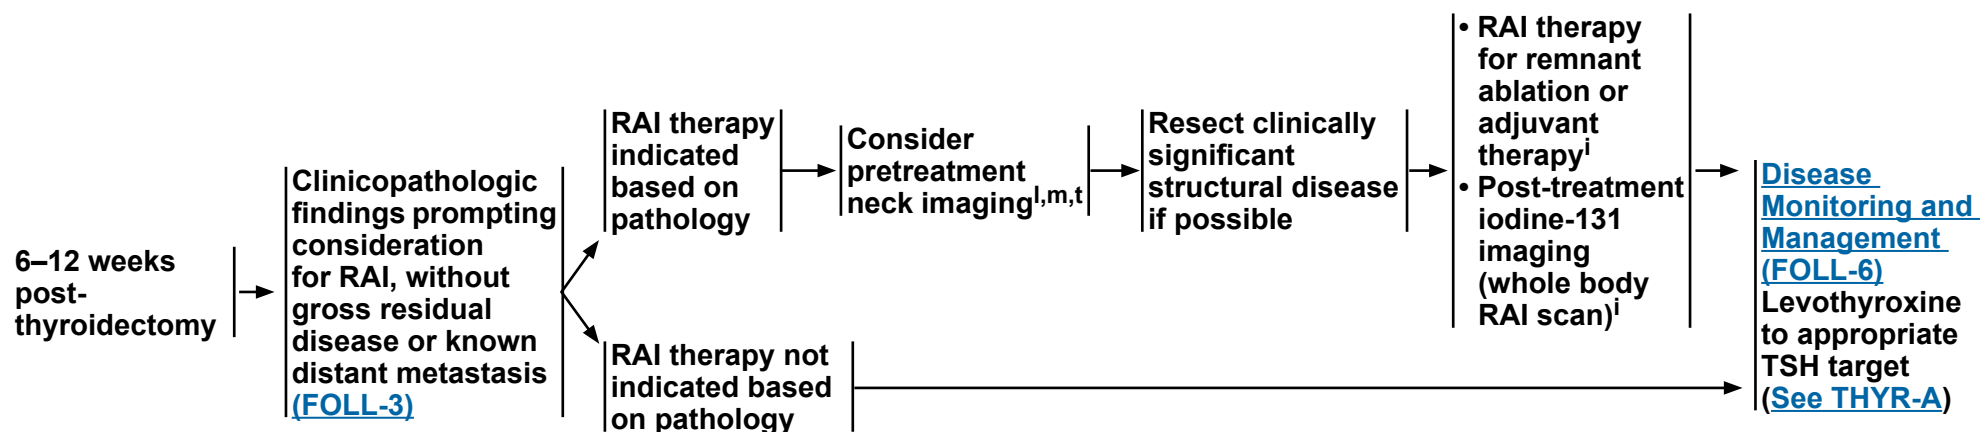 6–12 weeks
post-
thyroidectomy
Clinicopathologic
findings prompting
consideration
for RAI, without
gross residual
disease or known
distant metastasis
(FOLL-3)
RAI therapy
indicated
based on
pathology
Consider
pretreatment
neck imaging^l,m,t
Resect clinically
significant
structural disease
if possible
• RAI therapy
for remnant
ablation or
adjuvant
therapy^i
• Post-treatment
iodine-131
imaging
(whole body
RAI scan)^i
RAI therapy not
indicated based
on pathology
Disease
Monitoring and
Management
(FOLL-6)
Levothyroxine
to appropriate
TSH target
(See THYR-A)